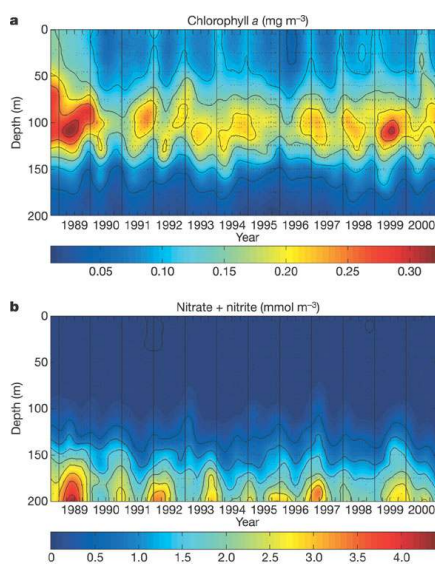 a
Chlorophyll a (mg m–3)
0
50
100
150
200
Depth (m)
1989 1990 1991 1992 1993 1994 1995 1996 1997 1998 1999 2000
Year
0.05 0.10 0.15 0.20 0.25 0.30
b
Nitrate + nitrite (mmol m–3)
0
50
100
150
200
Depth (m)
1989 1990 1991 1992 1993 1994 1995 1996 1997 1998 1999 2000
Year
0 0.5 1.0 1.5 2.0 2.5 3.0 3.5 4.0